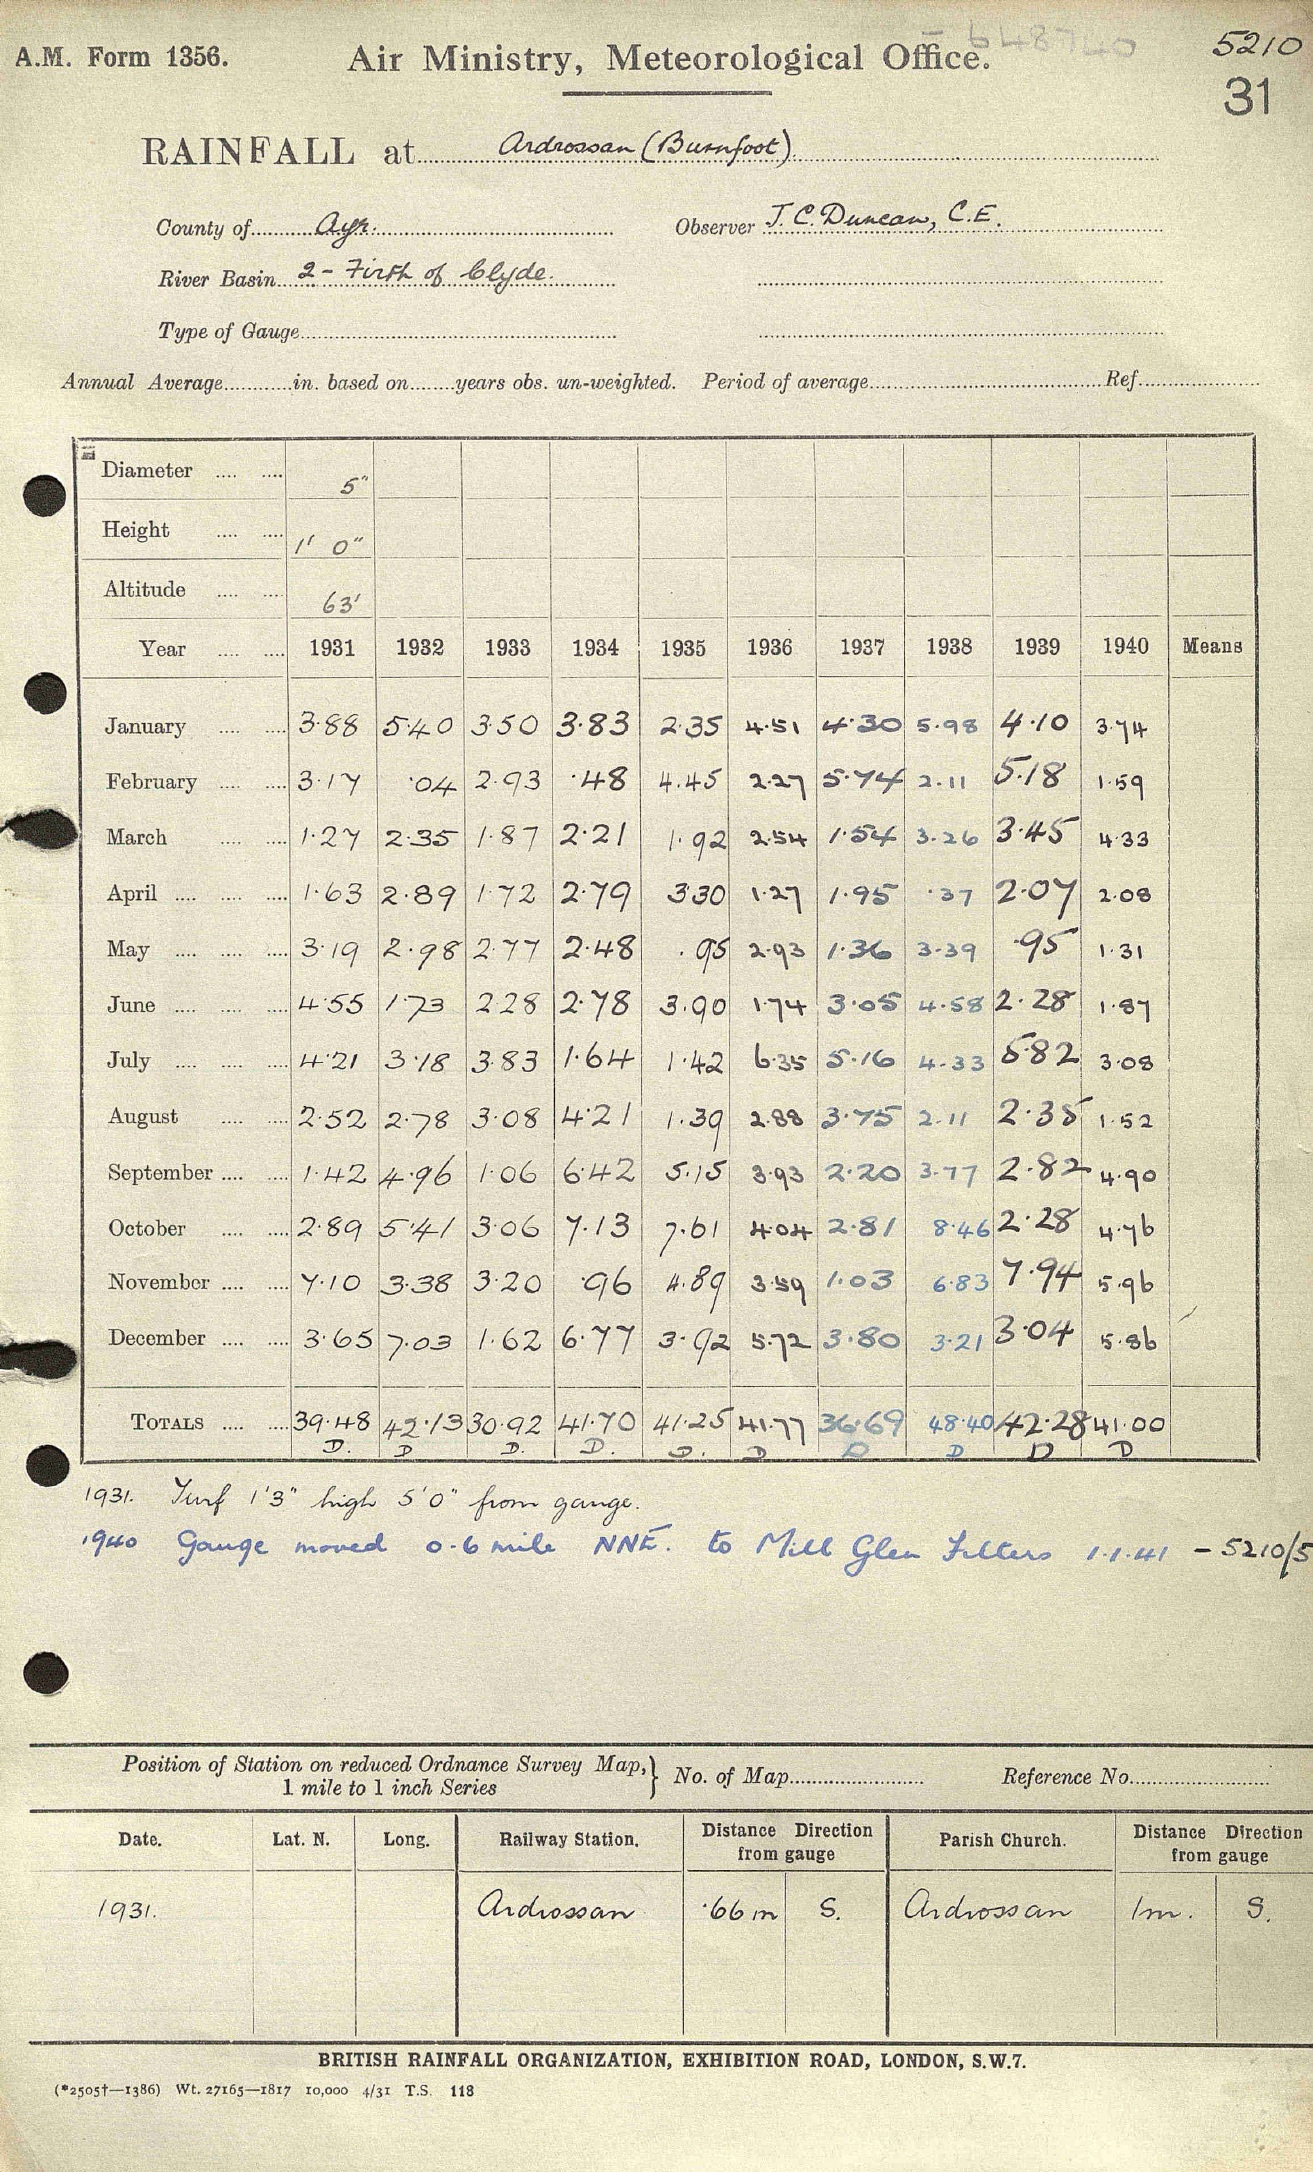 - 648740
5210
A.M. Form 1356. Air Ministry, Meteorological Office.
31
RAINFALL at Ardrossan (Burnfoot)
County of Ayr. Observer J. C. Duncan, C.E.
River Basin 2 - Firth of Clyde.
Type of Gauge
Annual Average in. based on years obs. un-weighted. Period of average Ref.
Diameter 5"
Height 1' 0"
Altitude 63'
Year 1931 1932 1933 1934 1935 1936 1937 1938 1939 1940 Means
January 3·88 5·40 3·50 3·83 2·35 4·51 4·30 5·98 4·10 3·74
February 3·17 ·04 2·93 ·48 4·45 2·27 5·74 2·11 5·18 1·59
March 1·27 2·35 1·87 2·21 1·92 2·54 1·54 3·26 3·45 4·33
April 1·63 2·89 1·72 2·79 3·30 1·27 1·95 ·37 2·07 2·08
May 3·19 2·98 2·77 2·48 ·95 2·93 1·36 3·39 ·95 1·31
June 4·55 1·73 2·28 2·78 3·90 1·74 3·05 4·58 2·28 1·87
July 4·21 3·18 3·83 1·64 1·42 6·35 5·16 4·33 5·82 3·08
August 2·52 2·78 3·08 4·21 1·39 2·88 3·75 2·11 2·35 1·52
September 1·42 4·96 1·06 6·42 5·15 3·93 2·20 3·77 2·82 4·90
October 2·89 5·41 3·06 7·13 7·61 4·04 2·81 8·46 2·28 4·76
November 7·10 3·38 3·20 ·96 4·89 3·59 1·03 6·83 7·94 5·96
December 3·65 7·03 1·62 6·77 3·92 5·72 3·80 3·21 3·04 5·86
TOTALS 39·48 42·13 30·92 41·70 41·25 41·77 36·69 48·40 42·28 41·00
D. D D. D. D. D D D D D
1931. Turf 1'3" high 5'0" from gauge.
1940 Gauge moved 0·6 mile NNE. to Mill Glen Filters 1.1.41 - 5210/5
Position of Station on reduced Ordnance Survey Map, 1 mile to 1 inch Series } No. of Map Reference No.
Date. Lat. N. Long. Railway Station. Distance Direction from gauge Parish Church. Distance Direction from gauge
1931. Ardrossan ·66 m S. Ardrossan 1m. S.
BRITISH RAINFALL ORGANIZATION, EXHIBITION ROAD, LONDON, S.W.7.
(*2505†—1386) Wt. 27165—1817 10,000 4/31 T.S. 118